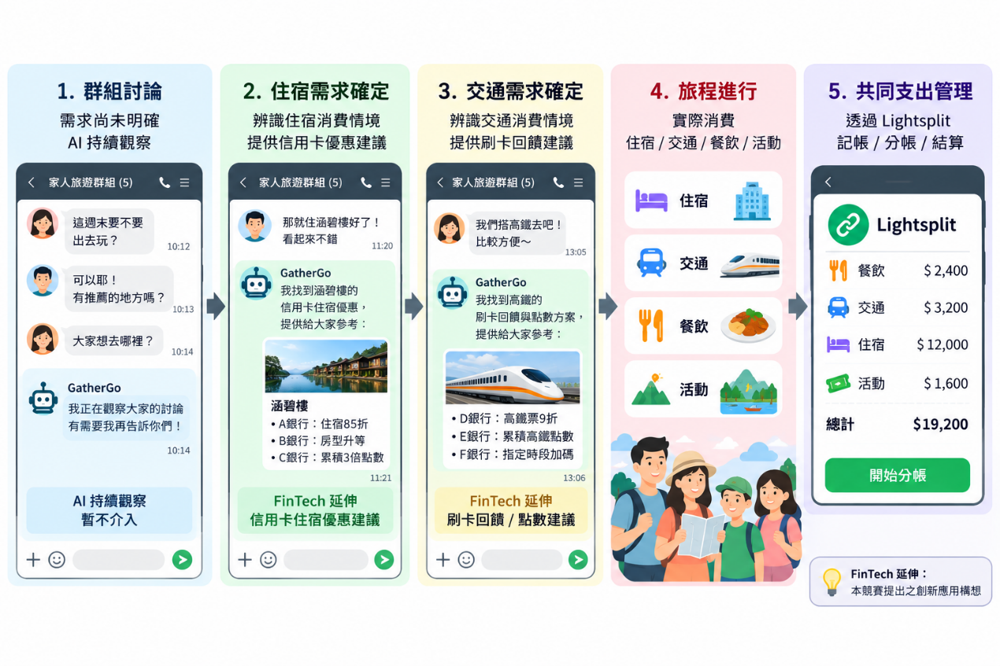 1. 群組討論
需求尚未明確
AI 持續觀察
家人旅遊群組 (5)
這週末要不要
出去玩？
10:12
可以耶！
有推薦的地方嗎？
10:13
大家想去哪裡？
10:14
GatherGo
我正在觀察大家的討論
有需要我再告訴你們！
10:14
AI 持續觀察
暫不介入
2. 住宿需求確定
辨識住宿消費情境
提供信用卡優惠建議
家人旅遊群組 (5)
那就住涵碧樓好了！
看起來不錯
11:20
GatherGo
我找到涵碧樓的
信用卡住宿優惠，
提供給大家參考：
涵碧樓
• A銀行：住宿85折
• B銀行：房型升等
• C銀行：累積3倍點數
11:21
FinTech 延伸
信用卡住宿優惠建議
3. 交通需求確定
辨識交通消費情境
提供刷卡回饋建議
家人旅遊群組 (5)
我們搭高鐵去吧！
比較方便～
13:05
GatherGo
我找到高鐵的
刷卡回饋與點數方案，
提供給大家參考：
• D銀行：高鐵票9折
• E銀行：累積高鐵點數
• F銀行：指定時段加碼
13:06
FinTech 延伸
刷卡回饋 / 點數建議
4. 旅程進行
實際消費
住宿 / 交通 / 餐飲 / 活動
住宿
交通
餐飲
活動
5. 共同支出管理
透過 Lightsplit
記帳 / 分帳 / 結算
Lightsplit
餐飲 $ 2,400
交通 $ 3,200
住宿 $ 12,000
活動 $ 1,600
總計 $19,200
開始分帳
FinTech 延伸：
本競賽提出之創新應用構想